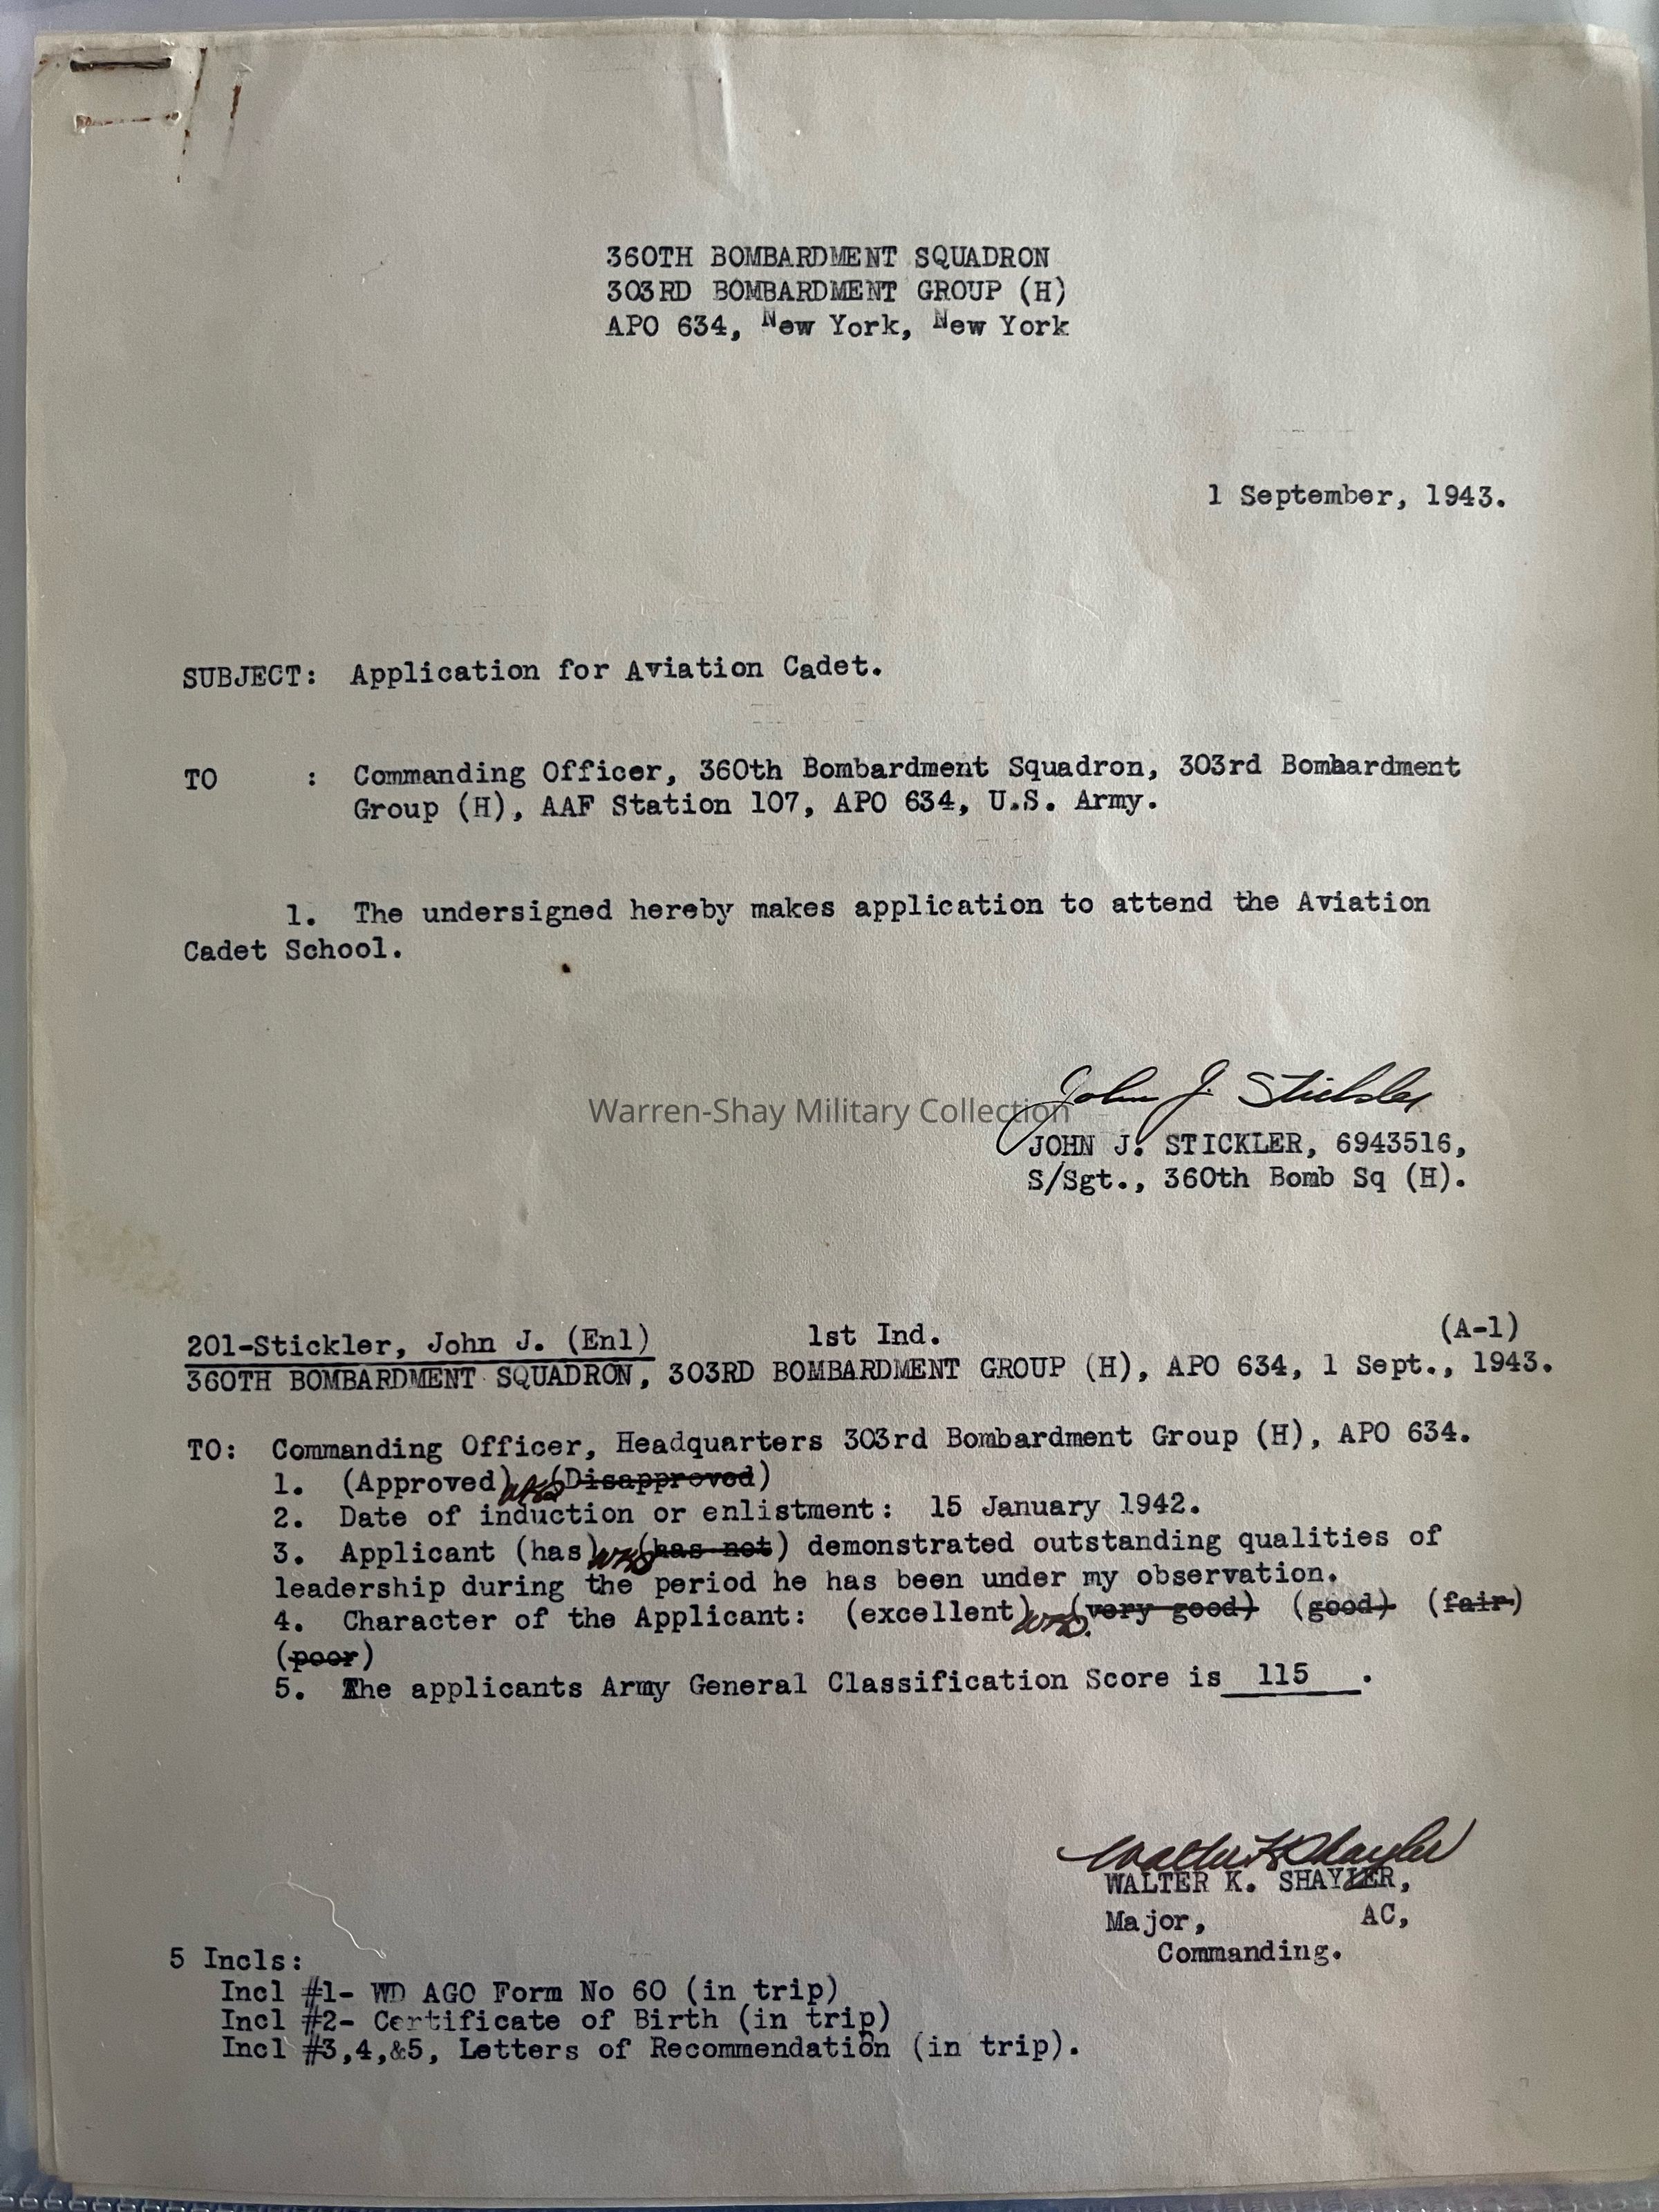 360TH BOMBARDMENT SQUADRON
303RD BOMBARDMENT GROUP (H)
APO 634, New York, New York
1 September, 1943.
SUBJECT: Application for Aviation Cadet.
TO : Commanding Officer, 360th Bombardment Squadron, 303rd Bombardment
Group (H), AAF Station 107, APO 634, U.S. Army.
1. The undersigned hereby makes application to attend the Aviation
Cadet School.
John J. Stickler
Warren-Shay Military Collection
JOHN J. STICKLER, 6943516,
S/Sgt., 360th Bomb Sq (H).
201-Stickler, John J. (Enl) 1st Ind. (A-1)
360TH BOMBARDMENT SQUADRON, 303RD BOMBARDMENT GROUP (H), APO 634, 1 Sept., 1943.
TO: Commanding Officer, Headquarters 303rd Bombardment Group (H), APO 634.
1. (Approved) WKS (Disapproved)
2. Date of induction or enlistment: 15 January 1942.
3. Applicant (has) WKS (has not) demonstrated outstanding qualities of
leadership during the period he has been under my observation.
4. Character of the Applicant: (excellent) WKS. (very good) (good) (fair)
(poor)
5. The applicants Army General Classification Score is 115 .
Walter K Shayler
WALTER K. SHAYLER,
Major, AC,
Commanding.
5 Incls:
Incl #1- WD AGO Form No 60 (in trip)
Incl #2- Certificate of Birth (in trip)
Incl #3,4,&5, Letters of Recommendation (in trip).